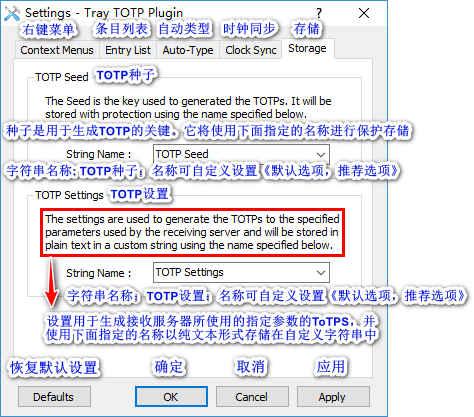 Settings - Tray TOTP Plugin
右键菜单 条目列表 自动类型 时钟同步 存储
Context Menus Entry List Auto-Type Clock Sync Storage
TOTP Seed TOTP种子
The Seed is the key used to generated the TOTPs. It will be
stored with protection using the name specified below.
种子是用于生成TOTP的关键。它将使用下面指定的名称进行保护存储
String Name : TOTP Seed
字符串名称: TOTP种子; 名称可自定义设置《默认选项，推荐选项》
TOTP Settings TOTP设置
The settings are used to generate the TOTPs to the specified
parameters used by the receiving server and will be stored in
plain text in a custom string using the name specified below.
String Name : TOTP Settings
字符串名称: TOTP设置; 名称可自定义设置《默认选项，推荐选项》
设置用于生成接收服务器所使用的指定参数的ToTPS，并
使用下面指定的名称以纯文本形式存储在自定义字符串中
恢复默认设置 确定 取消 应用
Defaults OK Cancel Apply